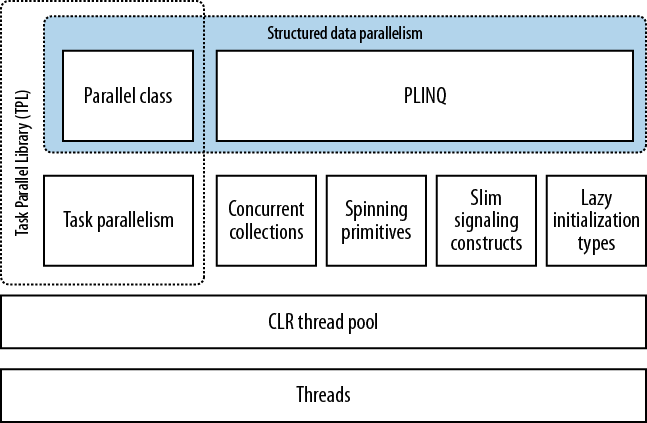 Structured data parallelism
Task Parallel Library (TPL)
Parallel class
PLINQ
Task parallelism
Concurrent
collections
Spinning
primitives
Slim
signaling
constructs
Lazy
initialization
types
CLR thread pool
Threads